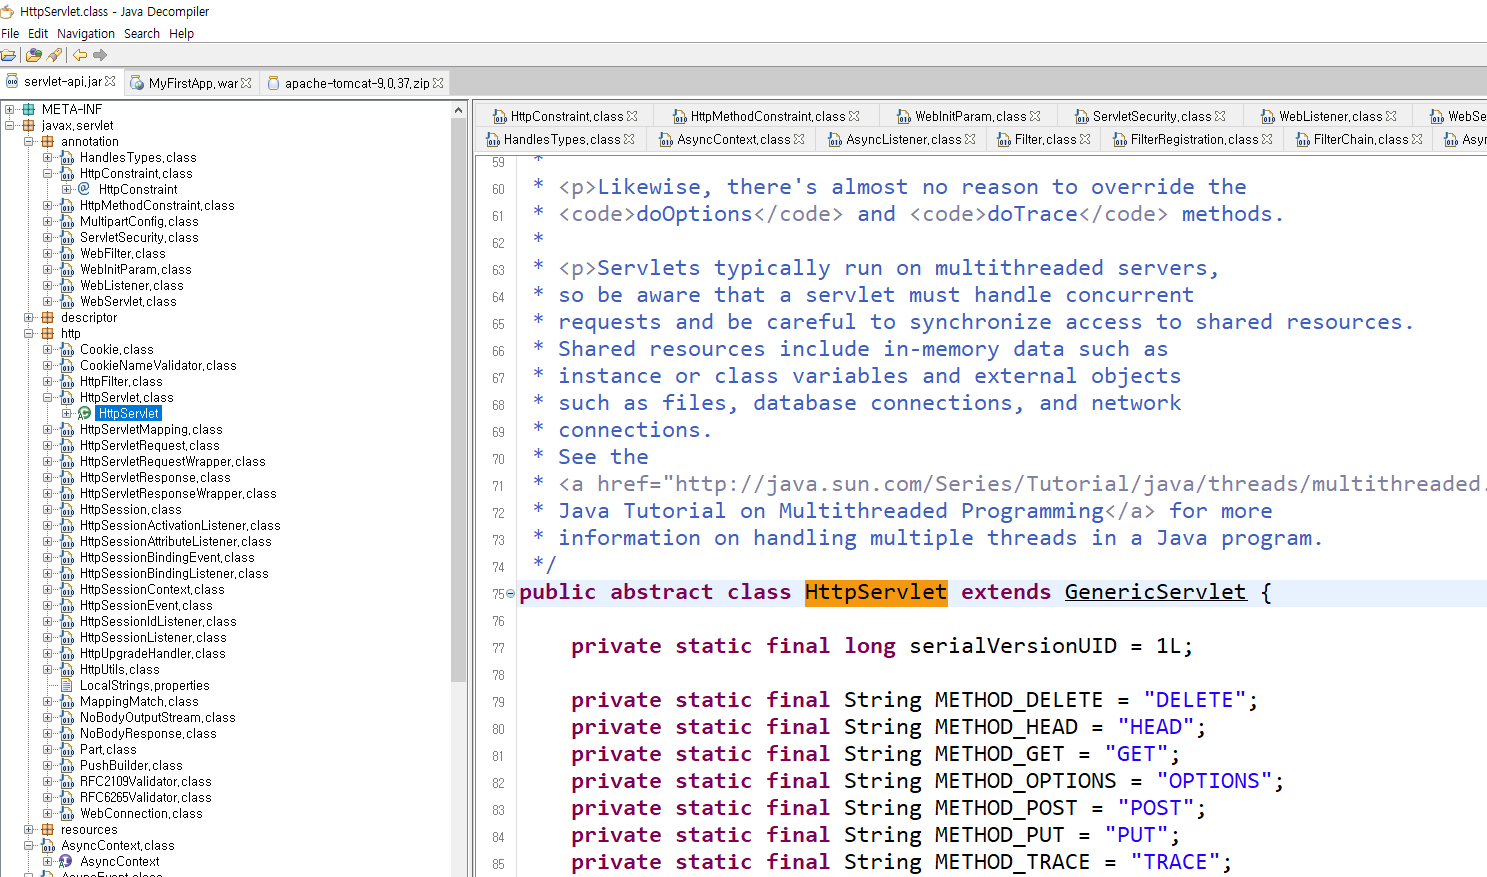 HttpServlet.class - Java Decompiler
File Edit Navigation Search Help
servlet-api.jar MyFirstApp.war apache-tomcat-9.0.37.zip
META-INF
javax.servlet
annotation
HandlesTypes.class
HttpConstraint.class
HttpConstraint
HttpMethodConstraint.class
MultipartConfig.class
ServletSecurity.class
WebFilter.class
WebInitParam.class
WebListener.class
WebServlet.class
descriptor
http
Cookie.class
CookieNameValidator.class
HttpFilter.class
HttpServlet.class
HttpServlet
HttpServletMapping.class
HttpServletRequest.class
HttpServletRequestWrapper.class
HttpServletResponse.class
HttpServletResponseWrapper.class
HttpSession.class
HttpSessionActivationListener.class
HttpSessionAttributeListener.class
HttpSessionBindingEvent.class
HttpSessionBindingListener.class
HttpSessionContext.class
HttpSessionEvent.class
HttpSessionIdListener.class
HttpSessionListener.class
HttpUpgradeHandler.class
HttpUtils.class
LocalStrings.properties
MappingMatch.class
NoBodyOutputStream.class
NoBodyResponse.class
Part.class
PushBuilder.class
RFC2109Validator.class
RFC6265Validator.class
WebConnection.class
resources
AsyncContext.class
AsyncContext
AsyncEvent.class
HttpConstraint.class HttpMethodConstraint.class WebInitParam.class ServletSecurity.class WebListener.class WebSe
HandlesTypes.class AsyncContext.class AsyncListener.class Filter.class FilterRegistration.class FilterChain.class Asy
59 *
60 * <p>Likewise, there's almost no reason to override the
61 * <code>doOptions</code> and <code>doTrace</code> methods.
62 *
63 * <p>Servlets typically run on multithreaded servers,
64 * so be aware that a servlet must handle concurrent
65 * requests and be careful to synchronize access to shared resources.
66 * Shared resources include in-memory data such as
67 * instance or class variables and external objects
68 * such as files, database connections, and network
69 * connections.
70 * See the
71 * <a href="http://java.sun.com/Series/Tutorial/java/threads/multithreaded.
72 * Java Tutorial on Multithreaded Programming</a> for more
73 * information on handling multiple threads in a Java program.
74 */
75 public abstract class HttpServlet extends GenericServlet {
76
77 private static final long serialVersionUID = 1L;
78
79 private static final String METHOD_DELETE = "DELETE";
80 private static final String METHOD_HEAD = "HEAD";
81 private static final String METHOD_GET = "GET";
82 private static final String METHOD_OPTIONS = "OPTIONS";
83 private static final String METHOD_POST = "POST";
84 private static final String METHOD_PUT = "PUT";
85 private static final String METHOD_TRACE = "TRACE";